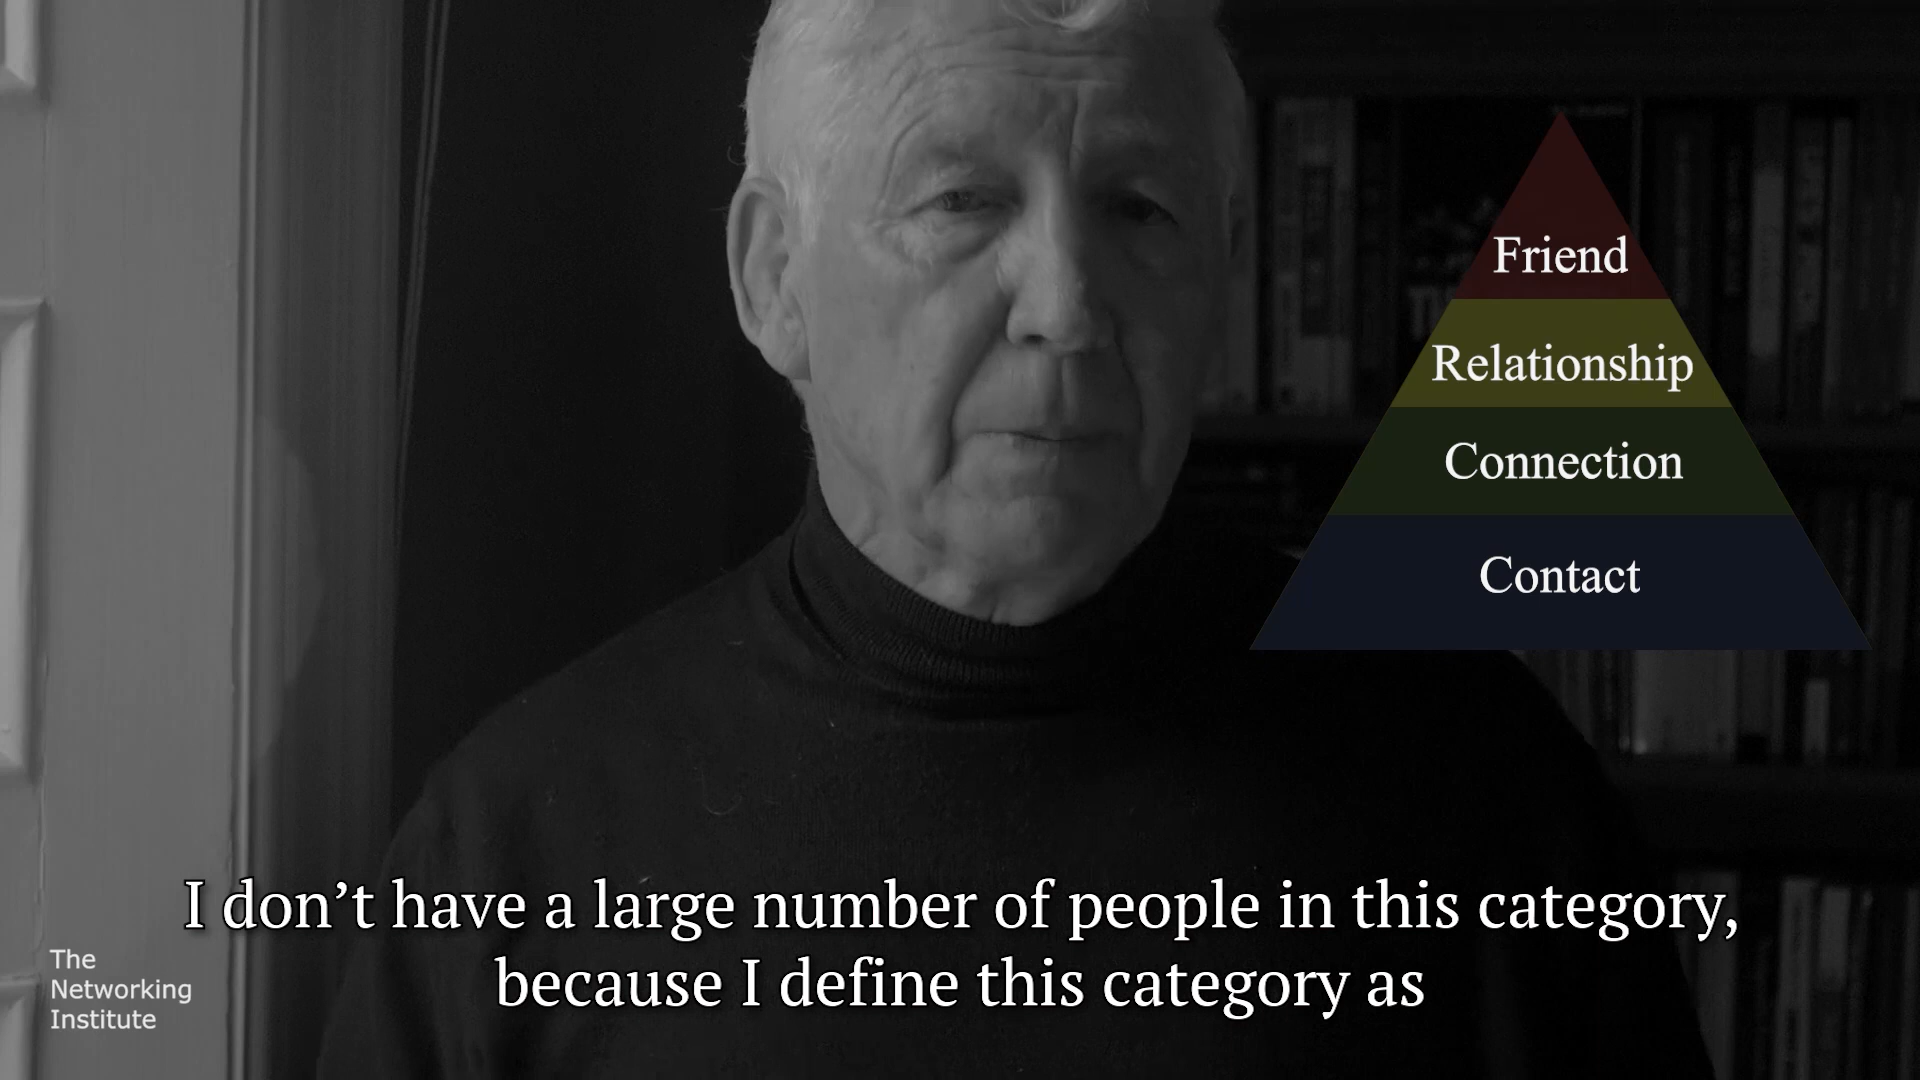 Friend
Relationship
Connection
Contact
I don’t have a large number of people in this category,
because I define this category as
The
Networking
Institute